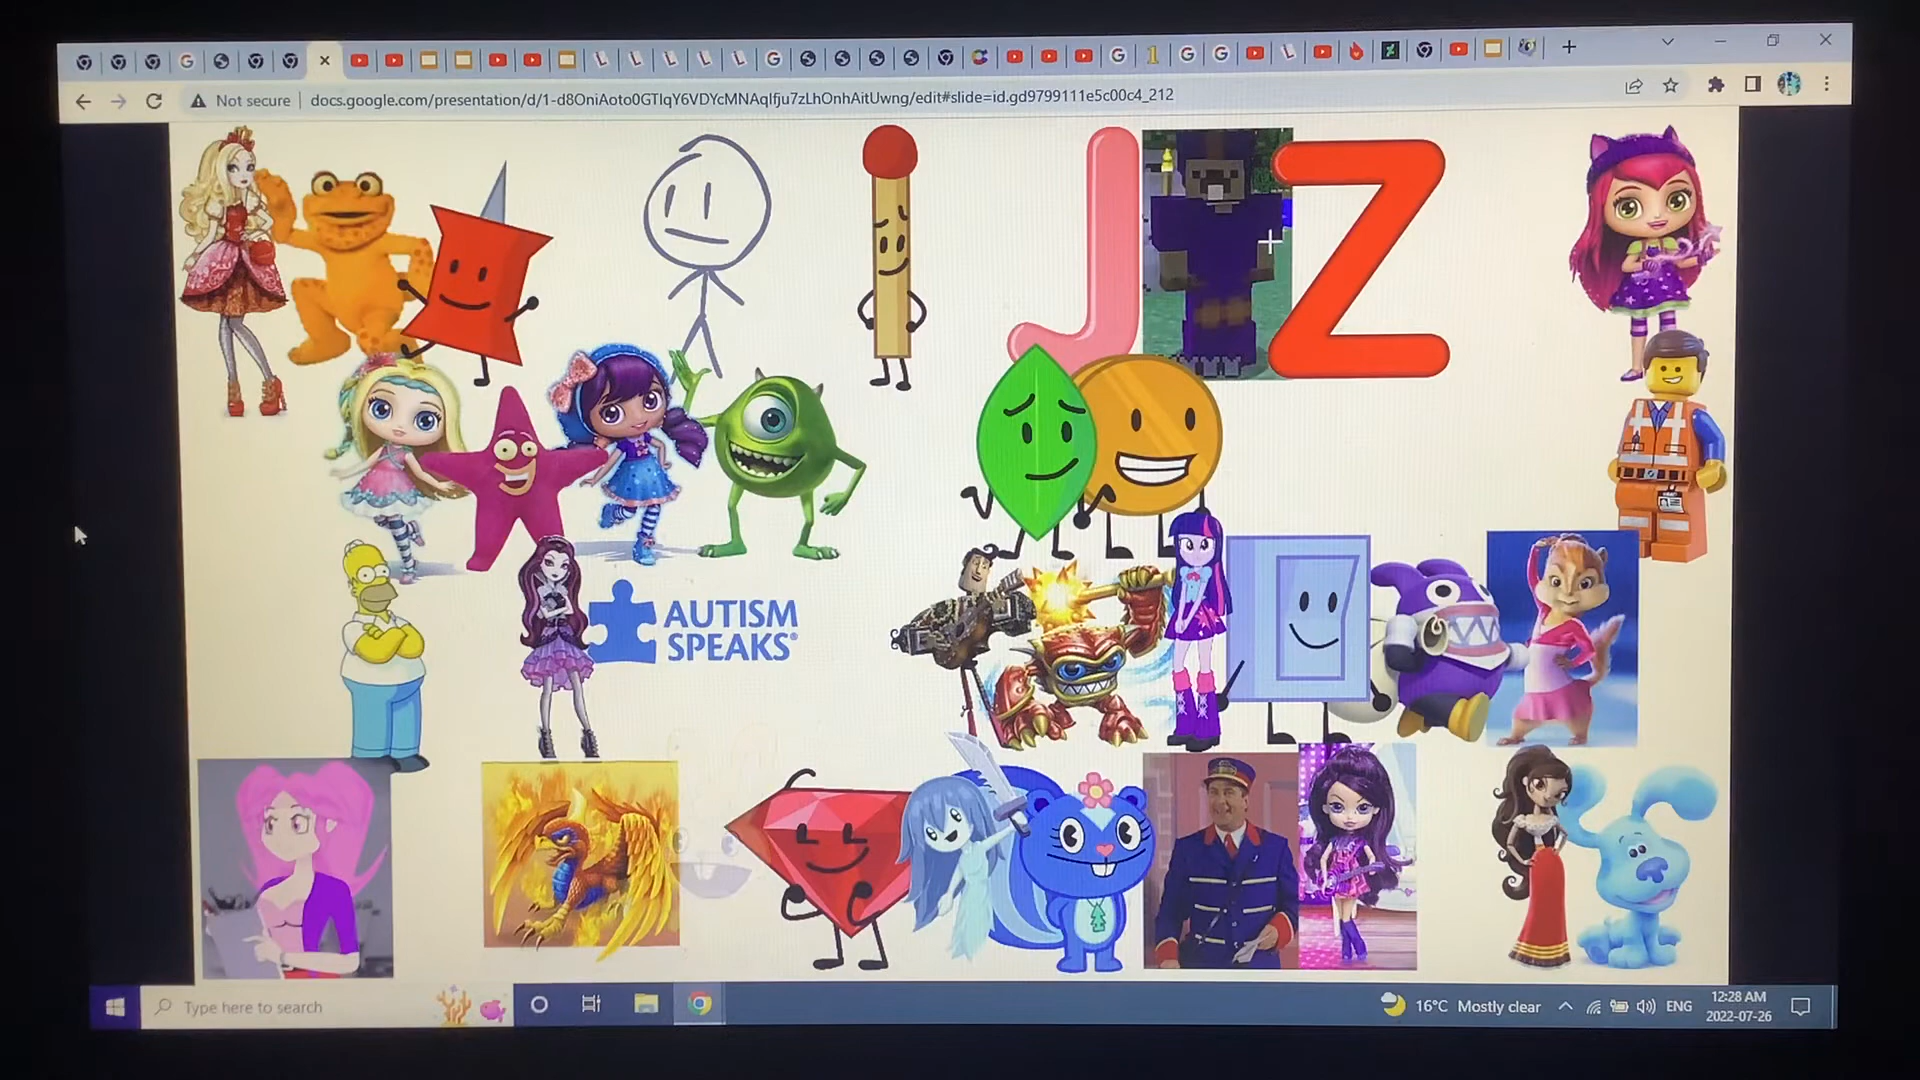 Not secure
docs.google.com/presentation/d/1-d8OniAoto0GTlqY6VDYcMNAqIfju7zLhOnhAitUwng/edit#slide=id.gd9799111e5c00c4_212
J
Z
AUTISM
SPEAKS
Type here to search
16°C Mostly clear
ENG
12:28 AM
2022-07-26